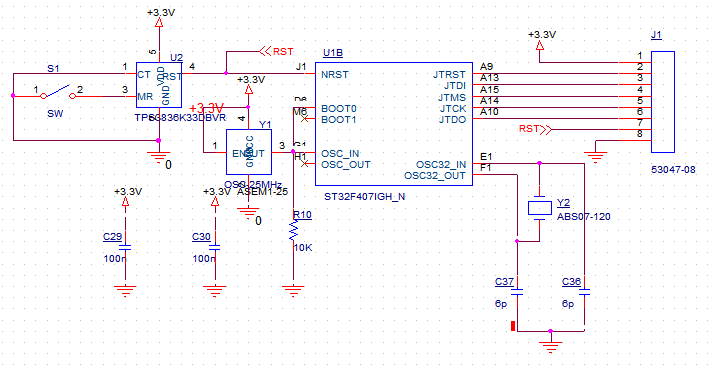 +3.3V
S1
1
2
SW
1
CT
3
MR
5
VDD
U2
RST
4
GND
TPS3836K33DBVR
0
RST
+3.3V
+3.3V
4
Y1
1
EN
VCC
OUT
3
GND
OSC-25MHz
ASEM1-25
0
+3.3V
C29
100n
+3.3V
C30
100n
R10
10K
U1B
J1
NRST
BOOT0
BOOT1
OSC_IN
H1
OSC_OUT
JTRST
A9
JTDI
A13
JTMS
A15
JTCK
A14
JTDO
A10
OSC32_IN
E1
OSC32_OUT
F1
ST32F407IGH_N
+3.3V
J1
1
2
3
4
5
6
7
8
RST
53047-08
Y2
ABS07-120
C37
6p
C36
6p